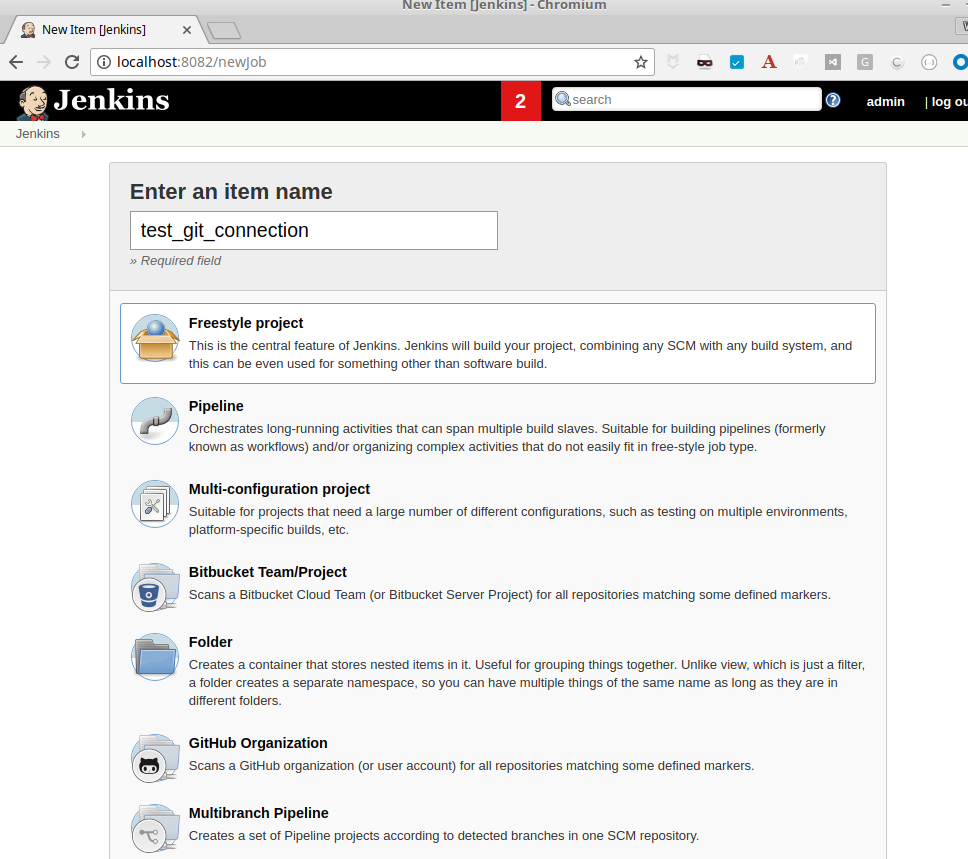 New Item [Jenkins] - Chromium
New Item [Jenkins]
localhost:8082/newJob
Jenkins
2
search
admin
| log ou
Jenkins
Enter an item name
test_git_connection
» Required field
Freestyle project
This is the central feature of Jenkins. Jenkins will build your project, combining any SCM with any build system, and
this can be even used for something other than software build.
Pipeline
Orchestrates long-running activities that can span multiple build slaves. Suitable for building pipelines (formerly
known as workflows) and/or organizing complex activities that do not easily fit in free-style job type.
Multi-configuration project
Suitable for projects that need a large number of different configurations, such as testing on multiple environments,
platform-specific builds, etc.
Bitbucket Team/Project
Scans a Bitbucket Cloud Team (or Bitbucket Server Project) for all repositories matching some defined markers.
Folder
Creates a container that stores nested items in it. Useful for grouping things together. Unlike view, which is just a filter,
a folder creates a separate namespace, so you can have multiple things of the same name as long as they are in
different folders.
GitHub Organization
Scans a GitHub organization (or user account) for all repositories matching some defined markers.
Multibranch Pipeline
Creates a set of Pipeline projects according to detected branches in one SCM repository.